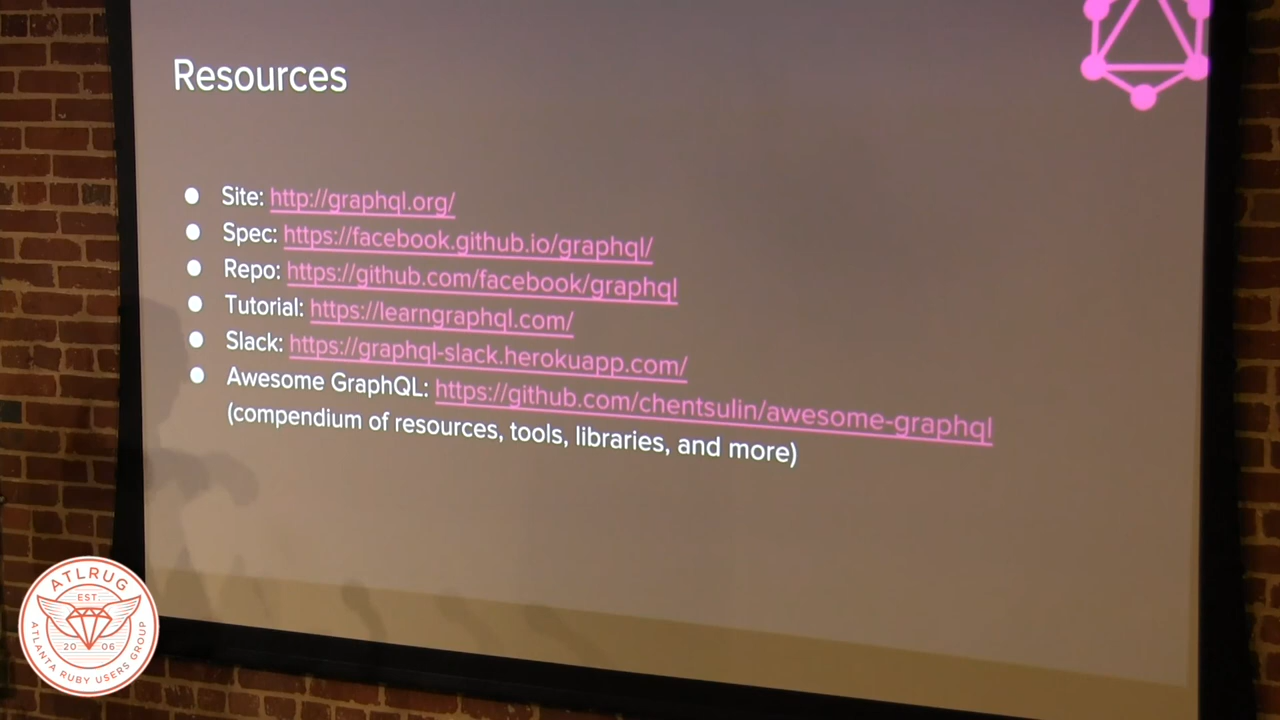 Resources
● Site: http://graphql.org/
● Spec: https://facebook.github.io/graphql/
● Repo: https://github.com/facebook/graphql
● Tutorial: https://learngraphql.com/
● Slack: https://graphql-slack.herokuapp.com/
● Awesome GraphQL: https://github.com/chentsulin/awesome-graphql
(compendium of resources, tools, libraries, and more)
ATLRUG
EST.
20 06
ATLANTA RUBY USERS GROUP